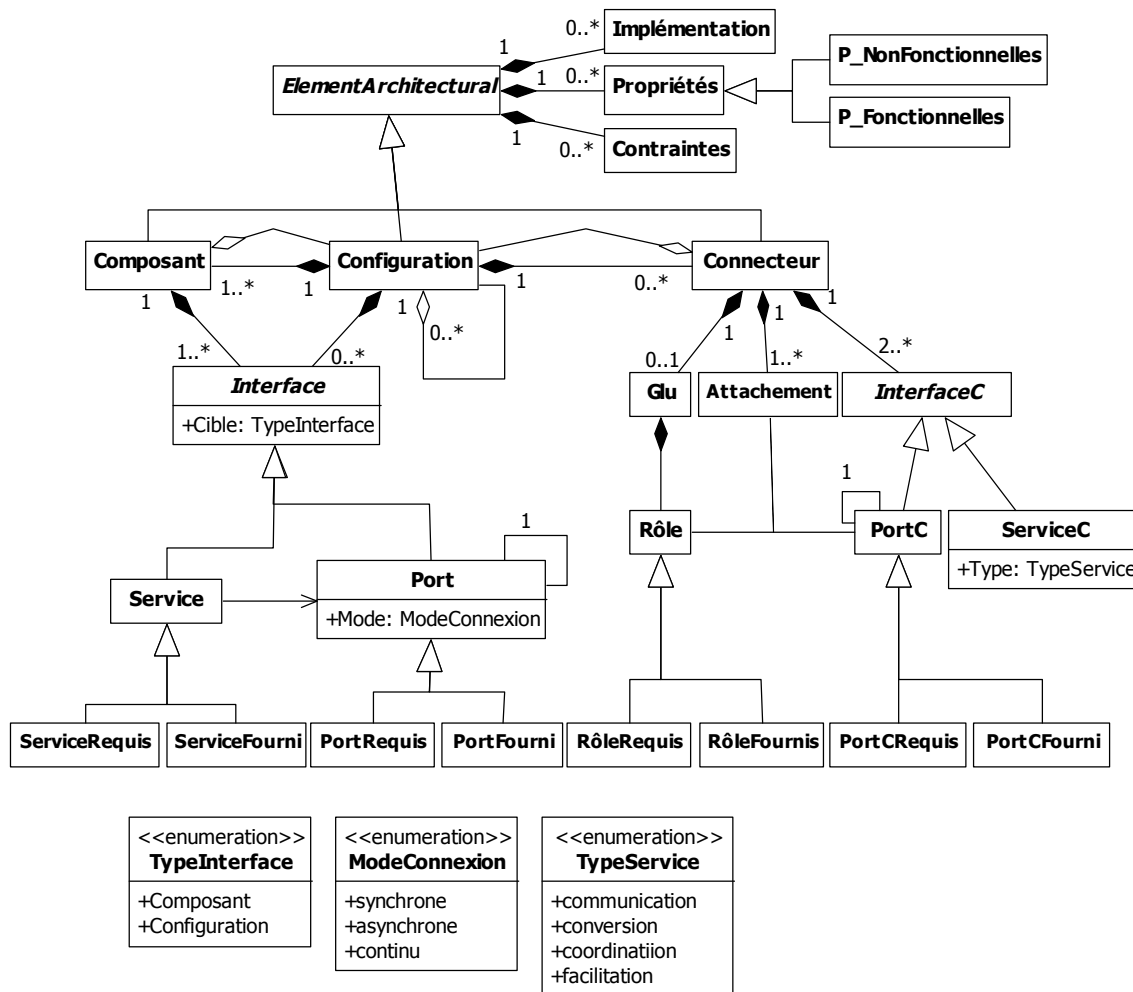 0..*
Implémentation
1
P_NonFonctionnelles
ElementArchitectural
1
0..*
Propriétés
P_Fonctionnelles
1
0..*
Contraintes
Composant
Configuration
Connecteur
1
1..*
1
1
0..*
1
0..*
1
0..*
1
1
1
1..*
0..*
0..1
1..*
2..*
Interface
+Cible: TypeInterface
Glu
Attachement
InterfaceC
1
Rôle
PortC
ServiceC
+Type: TypeService
1
Service
Port
+Mode: ModeConnexion
ServiceRequis
ServiceFourni
PortRequis
PortFourni
RôleRequis
RôleFournis
PortCRequis
PortCFourni
<<enumeration>>
TypeInterface
+Composant
+Configuration
<<enumeration>>
ModeConnexion
+synchrone
+asynchrone
+continu
<<enumeration>>
TypeService
+communication
+conversion
+coordinatiion
+facilitation